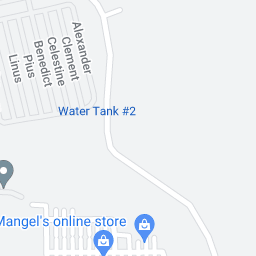 Alexander
Clement
Celestine
Benedict
Pius
Linus
Water Tank #2
Mangel's online store